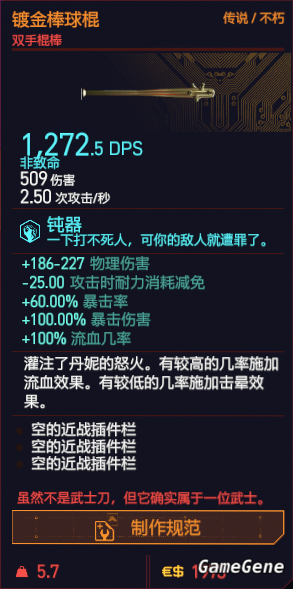 镀金棒球棍
传说 / 不朽
双手棍棒
1,272.5 DPS
非致命
509 伤害
2.50 次攻击/秒
钝器
一下打不死人，可你的敌人就遭罪了。
+186-227 物理伤害
-25.00 攻击时耐力消耗减免
+60.00% 暴击率
+100.00% 暴击伤害
+100% 流血几率
灌注了丹妮的怒火。有较高的几率施加
流血效果。有较低的几率施加击晕效
果。
空的近战插件栏
空的近战插件栏
空的近战插件栏
虽然不是武士刀，但它确实属于一位武士。
制作规范
5.7
€$
GameGene